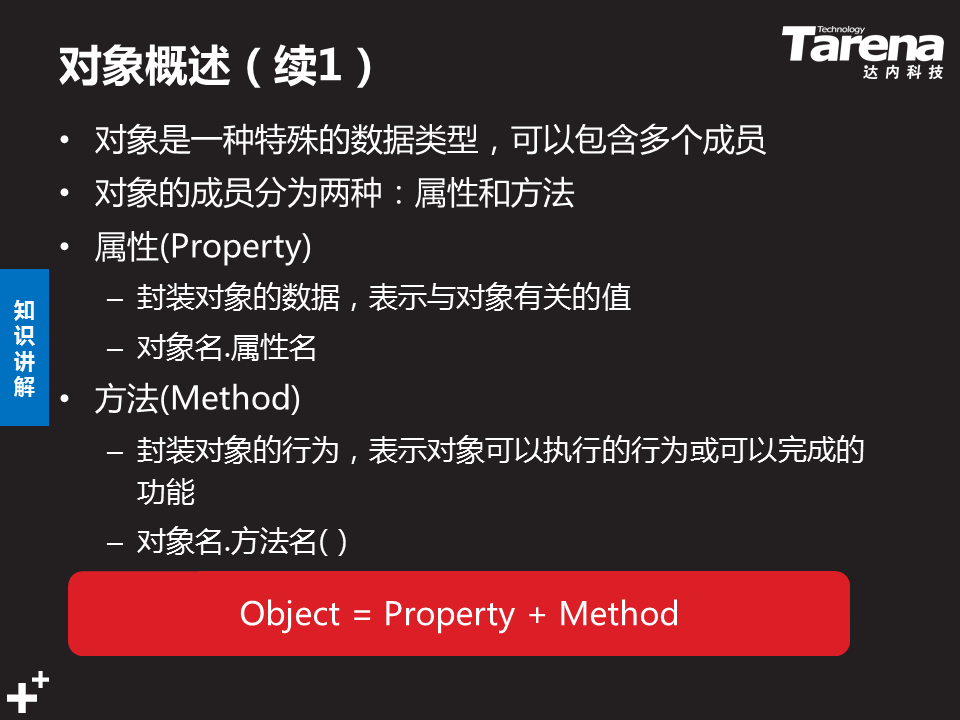 对象概述（续1）
Technology
Tarena
达内科技
• 对象是一种特殊的数据类型，可以包含多个成员
• 对象的成员分为两种：属性和方法
• 属性(Property)
– 封装对象的数据，表示与对象有关的值
– 对象名.属性名
• 方法(Method)
– 封装对象的行为，表示对象可以执行的行为或可以完成的
功能
– 对象名.方法名( )
知
识
讲
解
Object = Property + Method